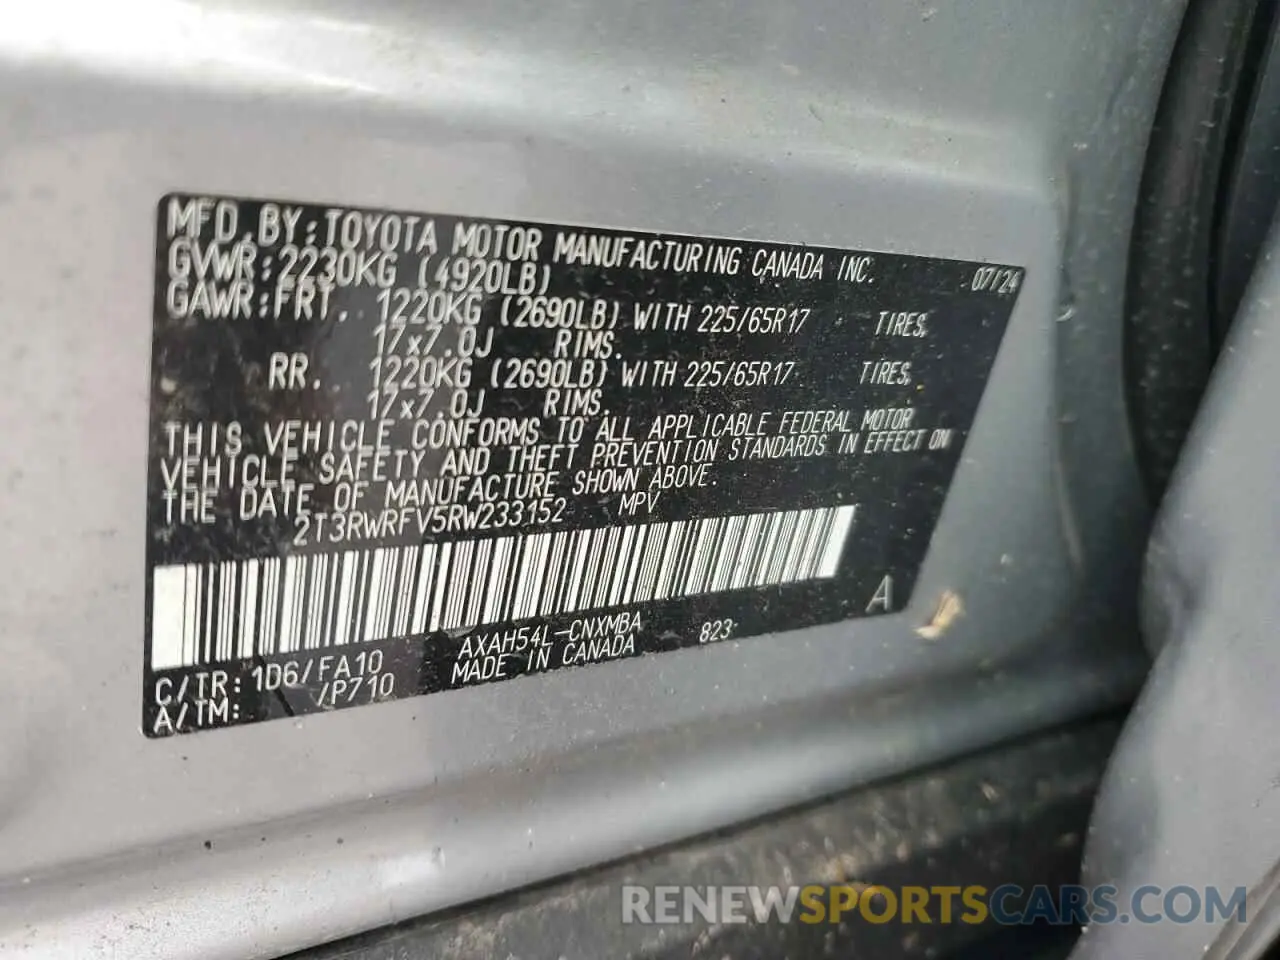 MFD. BY: TOYOTA MOTOR MANUFACTURING CANADA INC. 07/24
GVWR: 2230KG (4920LB)
GAWR: FRT. 1220KG (2690LB) WITH 225/65R17 TIRES,
17x7.0J RIMS.
RR. 1220KG (2690LB) WITH 225/65R17 TIRES,
17x7.0J RIMS.
THIS VEHICLE CONFORMS TO ALL APPLICABLE FEDERAL MOTOR
VEHICLE SAFETY AND THEFT PREVENTION STANDARDS IN EFFECT ON
THE DATE OF MANUFACTURE SHOWN ABOVE.
2T3RWRFV5RW233152 MPV
A
AXAH54L-CNXMBA 823
C/TR: 1D6/FA10 MADE IN CANADA
A/TM: /P710
RENEWSPORTSCARS.COM